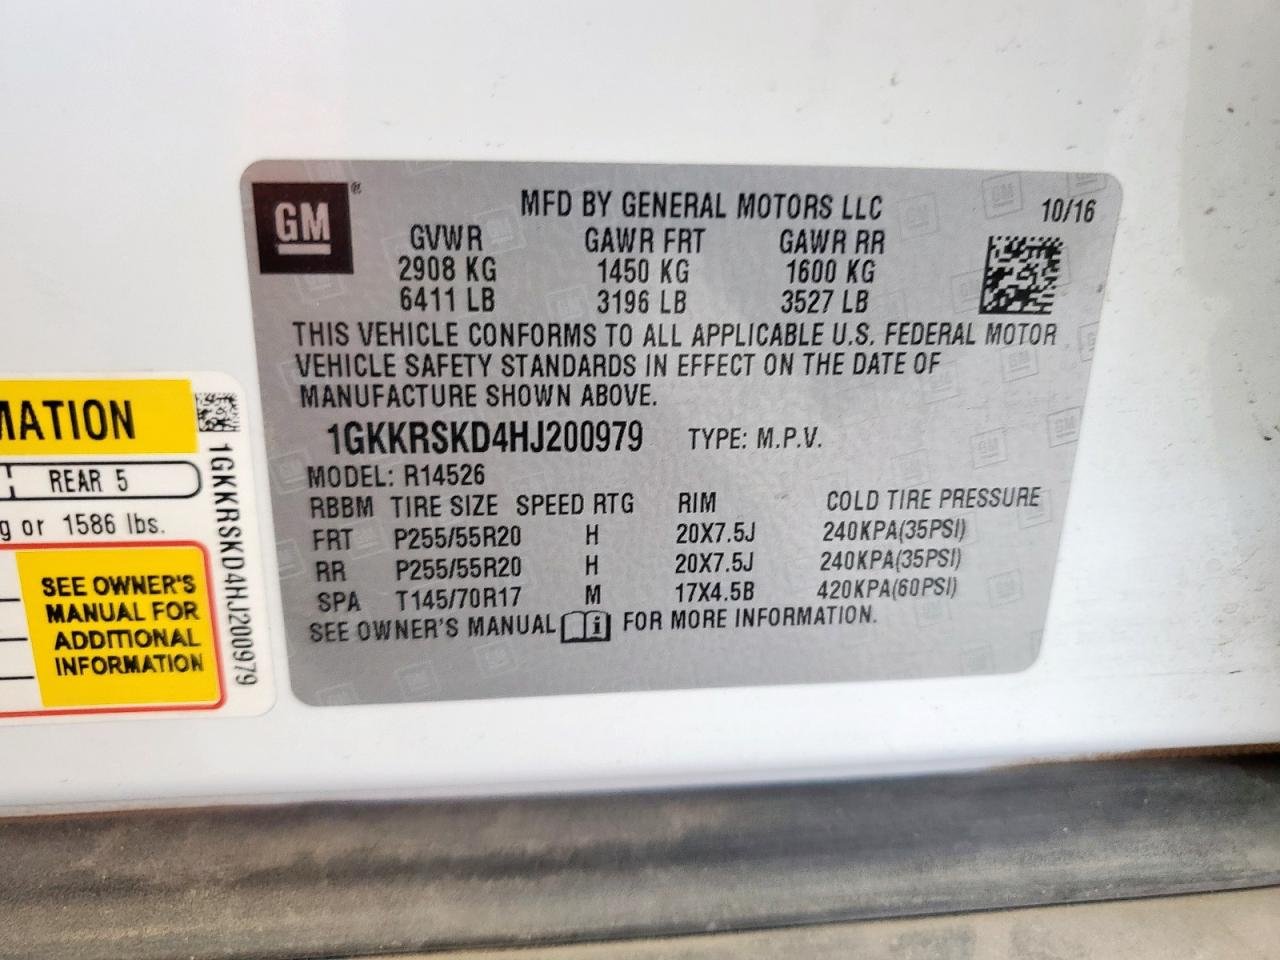 GM®
MFD BY GENERAL MOTORS LLC 10/16
GVWR GAWR FRT GAWR RR
2908 KG 1450 KG 1600 KG
6411 LB 3196 LB 3527 LB
THIS VEHICLE CONFORMS TO ALL APPLICABLE U.S. FEDERAL MOTOR
VEHICLE SAFETY STANDARDS IN EFFECT ON THE DATE OF
MANUFACTURE SHOWN ABOVE.
1GKKRSKD4HJ200979 TYPE: M.P.V.
MODEL: R14526
RBBM TIRE SIZE SPEED RTG RIM COLD TIRE PRESSURE
FRT P255/55R20 H 20X7.5J 240KPA(35PSI)
RR P255/55R20 H 20X7.5J 240KPA(35PSI)
SPA T145/70R17 M 17X4.5B 420KPA(60PSI)
SEE OWNER'S MANUAL i FOR MORE INFORMATION.
MATION
REAR 5
g or 1586 lbs.
SEE OWNER'S
MANUAL FOR
ADDITIONAL
INFORMATION
1GKKRSKD4HJ200979